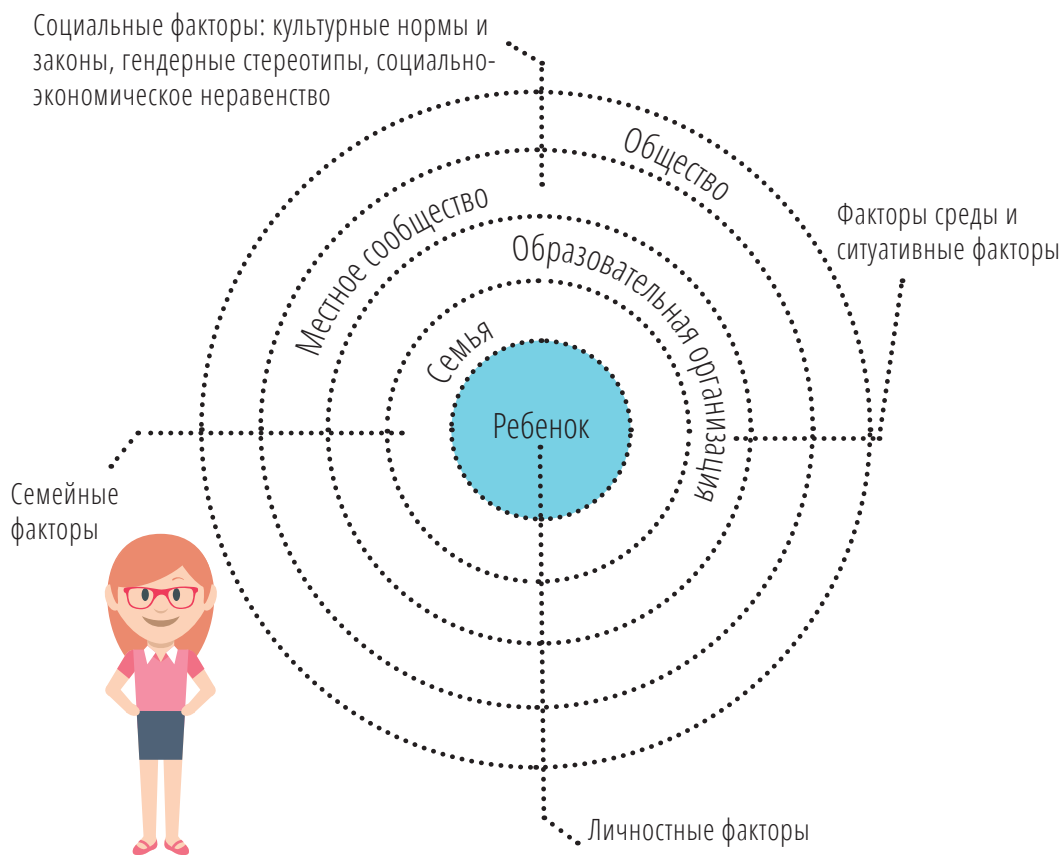 Социальные факторы: культурные нормы и
законы, гендерные стереотипы, социально-
экономическое неравенство
Общество
Местное сообщество
Факторы среды и
ситуативные факторы
Образовательная организация
Семья
Ребенок
Семейные
факторы
Личностные факторы